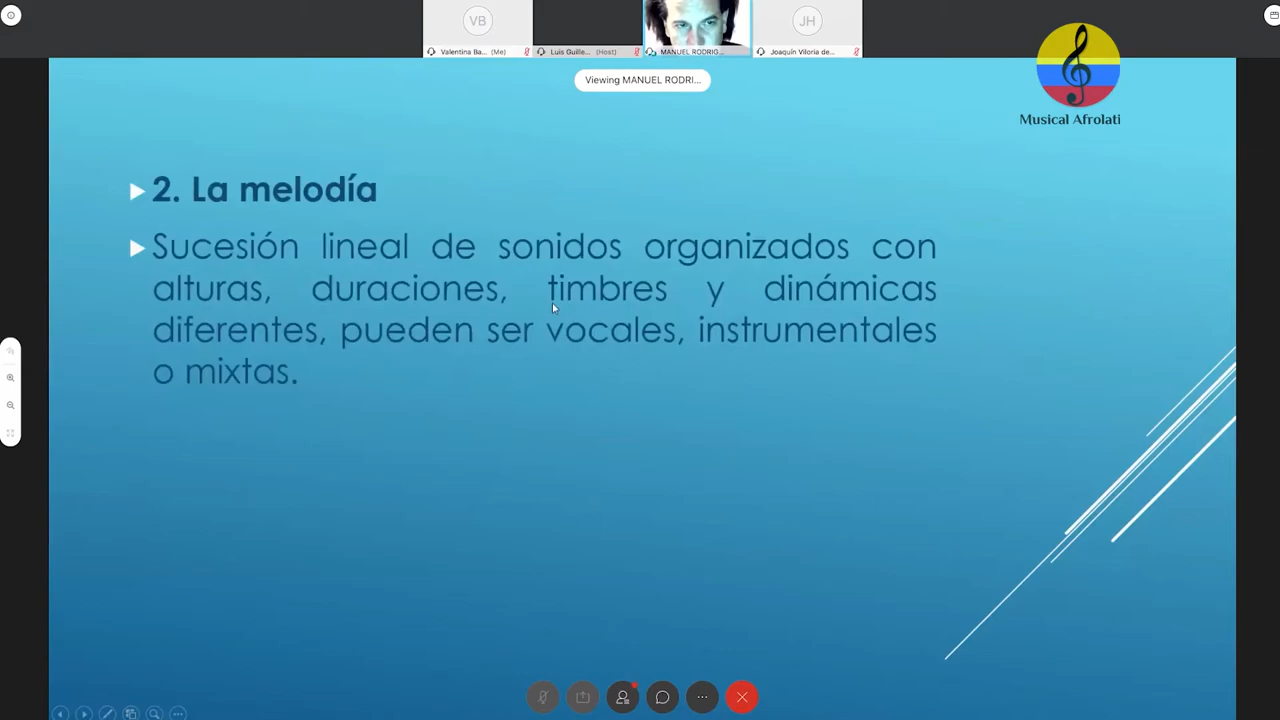 VB
JH
Valentina Ba... (Me)
Luis Guille... (Host)
MANUEL RODRIG...
Joaquín Viloria de...
Viewing MANUEL RODRI...
Musical Afrolati
2. La melodía
Sucesión lineal de sonidos organizados con
alturas, duraciones, timbres y dinámicas
diferentes, pueden ser vocales, instrumentales
o mixtas.